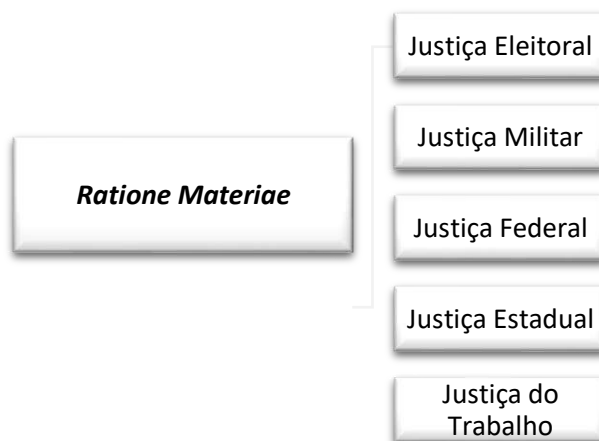 Ratione Materiae
Justiça Eleitoral
Justiça Militar
Justiça Federal
Justiça Estadual
Justiça do
Trabalho